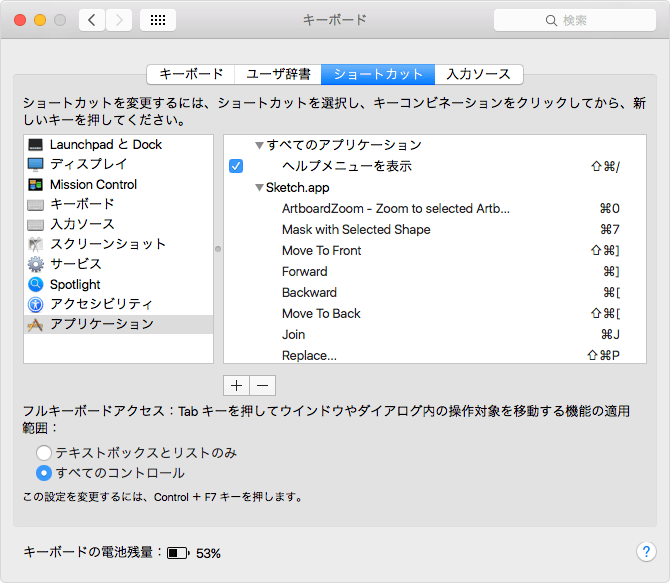 キーボード
検索
キーボード ユーザ辞書 ショートカット 入力ソース
ショートカットを変更するには、ショートカットを選択し、キーコンビネーションをクリックしてから、新
しいキーを押してください。
Launchpad と Dock
ディスプレイ
Mission Control
キーボード
入力ソース
スクリーンショット
サービス
Spotlight
アクセシビリティ
アプリケーション
すべてのアプリケーション
ヘルプメニューを表示 ⇧⌘/
Sketch.app
ArtboardZoom - Zoom to selected Artb... ⌘0
Mask with Selected Shape ⌘7
Move To Front ⇧⌘]
Forward ⌘]
Backward ⌘[
Move To Back ⇧⌘[
Join ⌘J
Replace... ⇧⌘P
フルキーボードアクセス：Tab キーを押してウインドウやダイアログ内の操作対象を移動する機能の適用
範囲：
テキストボックスとリストのみ
すべてのコントロール
この設定を変更するには、Control + F7 キーを押します。
キーボードの電池残量： 53%
?